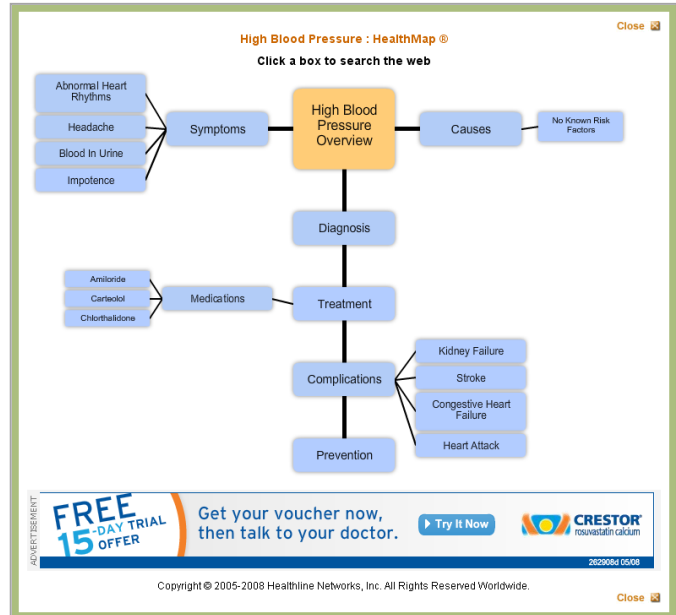 Close
High Blood Pressure : HealthMap ®
Click a box to search the web
Abnormal Heart
Rhythms
Headache
Blood In Urine
Impotence
Symptoms
High Blood
Pressure
Overview
Causes
No Known Risk
Factors
Diagnosis
Amiloride
Carteolol
Chlorthalidone
Medications
Treatment
Complications
Kidney Failure
Stroke
Congestive Heart
Failure
Heart Attack
Prevention
ADVERTISEMENT
FREE
15-DAY TRIAL
OFFER
Get your voucher now,
then talk to your doctor.
Try It Now
CRESTOR®
rosuvastatin calcium
262908d 05/08
Copyright © 2005-2008 Healthline Networks, Inc. All Rights Reserved Worldwide.
Close